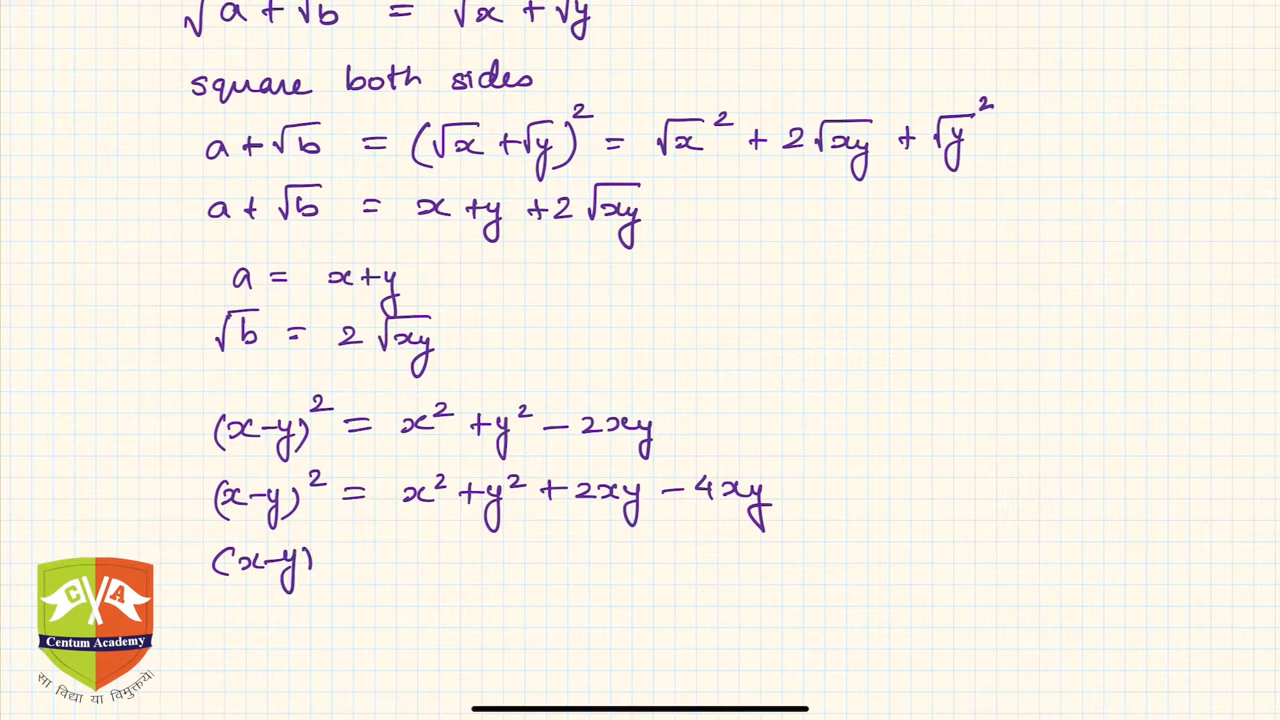 √a + √b = √x + √y
square both sides
a + √b = (√x + √y)² = √x² + 2√xy + √y²
a + √b = x + y + 2√xy
a = x + y
√b = 2√xy
(x-y)² = x² + y² - 2xy
(x-y)² = x² + y² + 2xy - 4xy
(x-y)
C A
Centum Academy
सा विद्या या विमुक्तये।